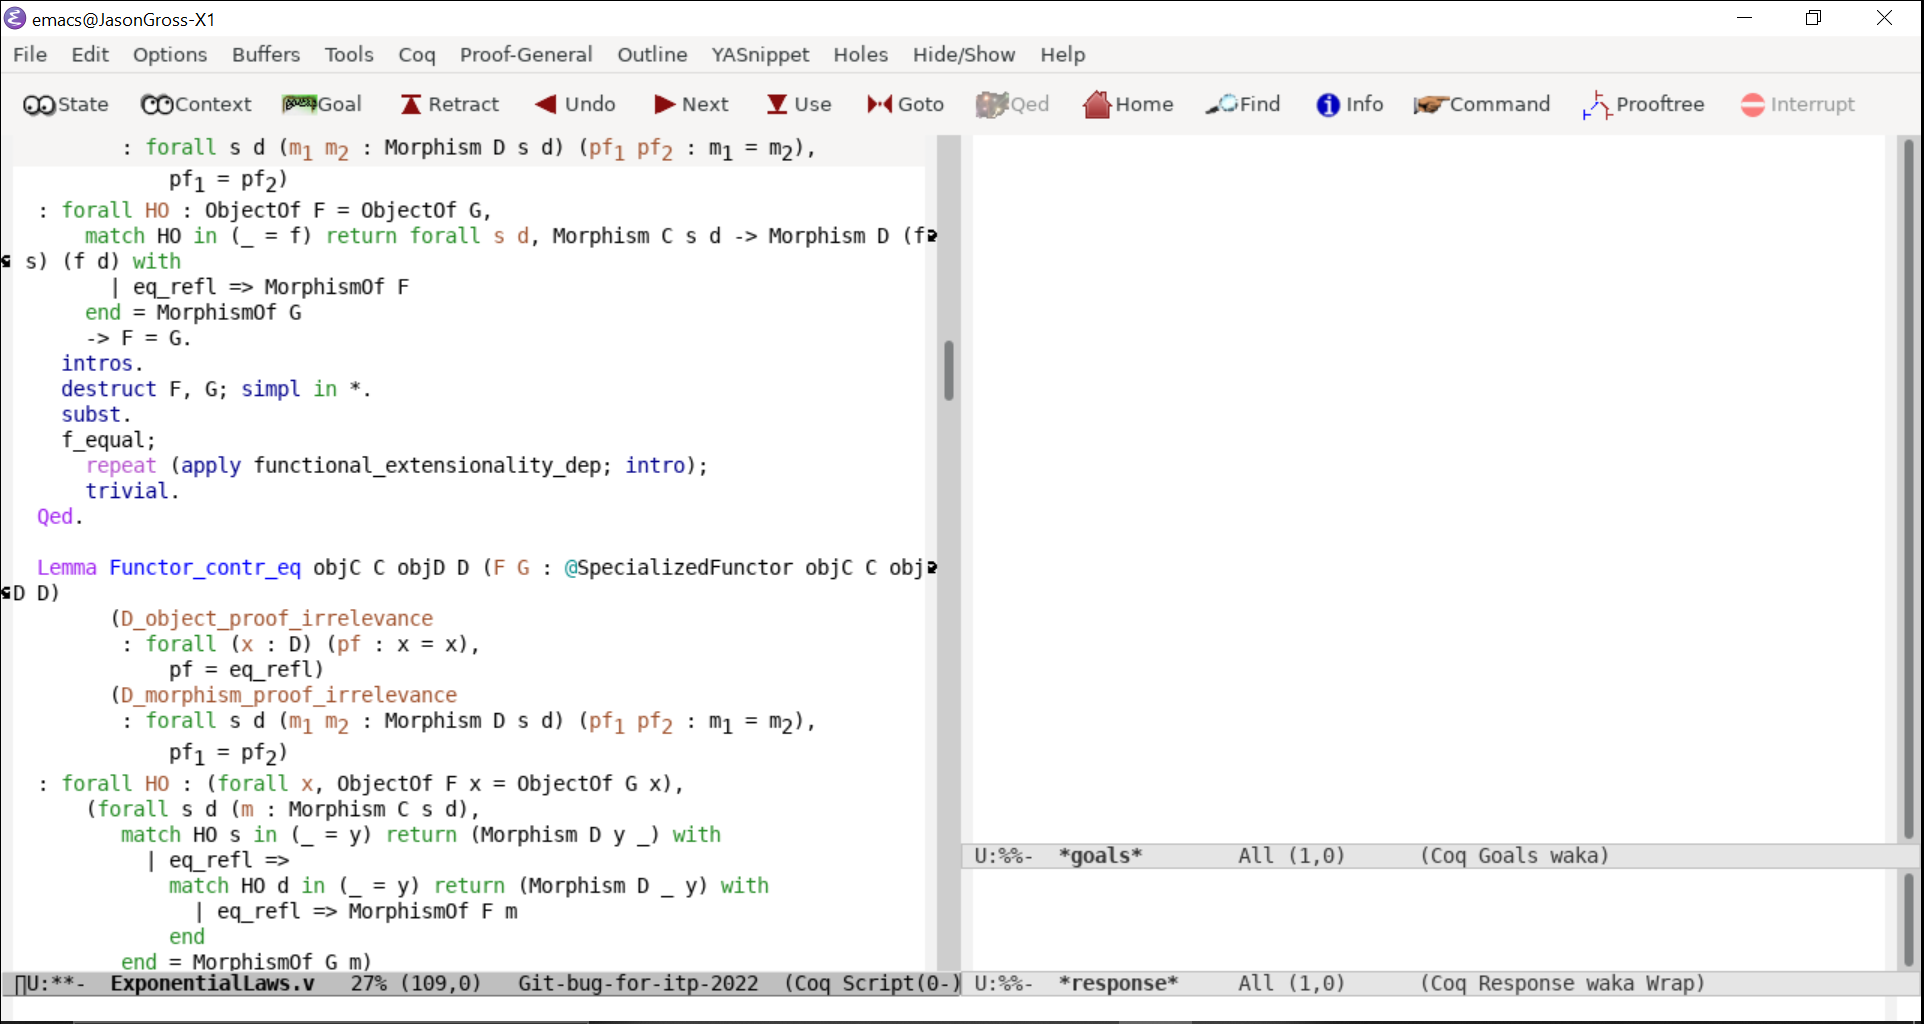 emacs@JasonGross-X1
File Edit Options Buffers Tools Coq Proof-General Outline YASnippet Holes Hide/Show Help
State Context Goal Retract Undo Next Use Goto Qed Home Find Info Command Prooftree Interrupt
: forall s d (m₁ m₂ : Morphism D s d) (pf₁ pf₂ : m₁ = m₂),
pf₁ = pf₂)
: forall HO : ObjectOf F = ObjectOf G,
match HO in (_ = f) return forall s d, Morphism C s d -> Morphism D (f
s) (f d) with
| eq_refl => MorphismOf F
end = MorphismOf G
-> F = G.
intros.
destruct F, G; simpl in *.
subst.
f_equal;
repeat (apply functional_extensionality_dep; intro);
trivial.
Qed.
Lemma Functor_contr_eq objC C objD D (F G : @SpecializedFunctor objC C obj
D D)
(D_object_proof_irrelevance
: forall (x : D) (pf : x = x),
pf = eq_refl)
(D_morphism_proof_irrelevance
: forall s d (m₁ m₂ : Morphism D s d) (pf₁ pf₂ : m₁ = m₂),
pf₁ = pf₂)
: forall HO : (forall x, ObjectOf F x = ObjectOf G x),
(forall s d (m : Morphism C s d),
match HO s in (_ = y) return (Morphism D y _) with
| eq_refl =>
match HO d in (_ = y) return (Morphism D _ y) with
| eq_refl => MorphismOf F m
end
end = MorphismOf G m)
U:**- ExponentialLaws.v 27% (109,0) Git-bug-for-itp-2022 (Coq Script(0-)
U:%%- *goals* All (1,0) (Coq Goals waka)
U:%%- *response* All (1,0) (Coq Response waka Wrap)